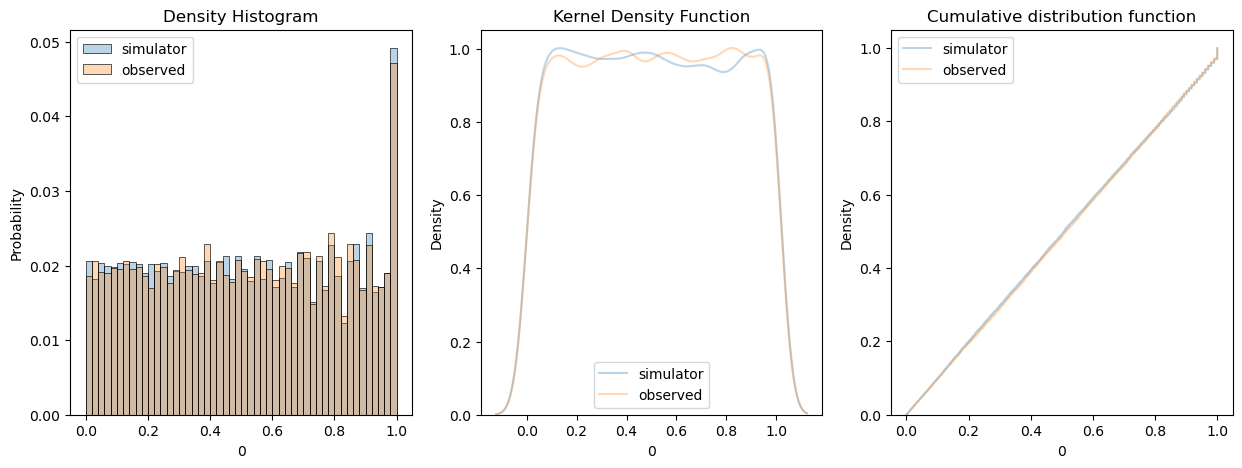 Density Histogram
simulator
observed
Probability
0.05
0.04
0.03
0.02
0.01
0.00
0.0 0.2 0.4 0.6 0.8 1.0
0
Kernel Density Function
Density
1.0
0.8
0.6
0.4
0.2
0.0
simulator
observed
0.0 0.2 0.4 0.6 0.8 1.0
0
Cumulative distribution function
simulator
observed
Density
1.0
0.8
0.6
0.4
0.2
0.0
0.0 0.2 0.4 0.6 0.8 1.0
0